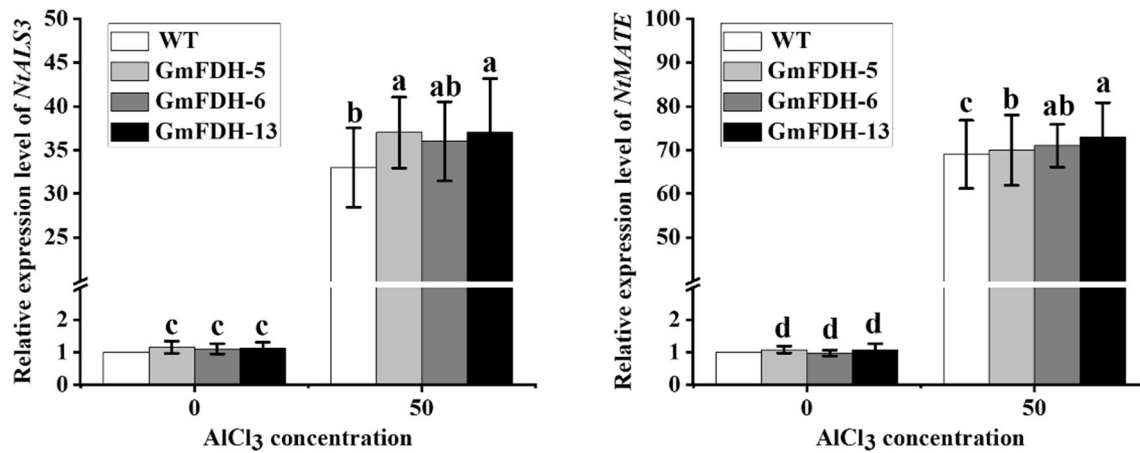 Relative expression level of NtALS3
50
45
40
35
30
25
2
1
0
WT
GmFDH-5
GmFDH-6
GmFDH-13
b
a
ab
a
c
c
c
0
50
AlCl3 concentration
Relative expression level of NtMATE
100
90
80
70
60
50
2
1
0
WT
GmFDH-5
GmFDH-6
GmFDH-13
c
b
ab
a
d
d
d
0
50
AlCl3 concentration